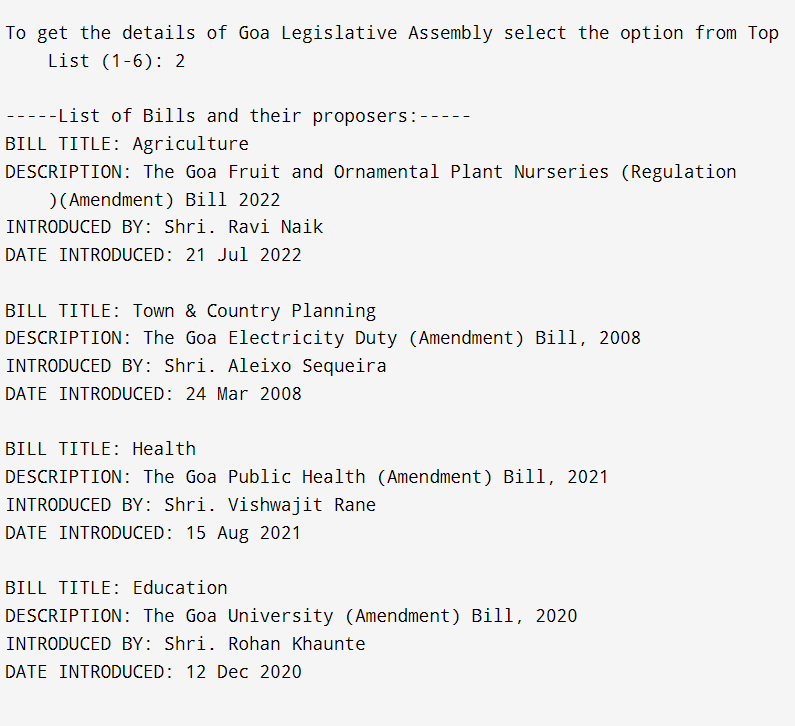 To get the details of Goa Legislative Assembly select the option from Top
List (1-6): 2
-----List of Bills and their proposers:-----
BILL TITLE: Agriculture
DESCRIPTION: The Goa Fruit and Ornamental Plant Nurseries (Regulation
)(Amendment) Bill 2022
INTRODUCED BY: Shri. Ravi Naik
DATE INTRODUCED: 21 Jul 2022
BILL TITLE: Town & Country Planning
DESCRIPTION: The Goa Electricity Duty (Amendment) Bill, 2008
INTRODUCED BY: Shri. Aleixo Sequeira
DATE INTRODUCED: 24 Mar 2008
BILL TITLE: Health
DESCRIPTION: The Goa Public Health (Amendment) Bill, 2021
INTRODUCED BY: Shri. Vishwajit Rane
DATE INTRODUCED: 15 Aug 2021
BILL TITLE: Education
DESCRIPTION: The Goa University (Amendment) Bill, 2020
INTRODUCED BY: Shri. Rohan Khaunte
DATE INTRODUCED: 12 Dec 2020